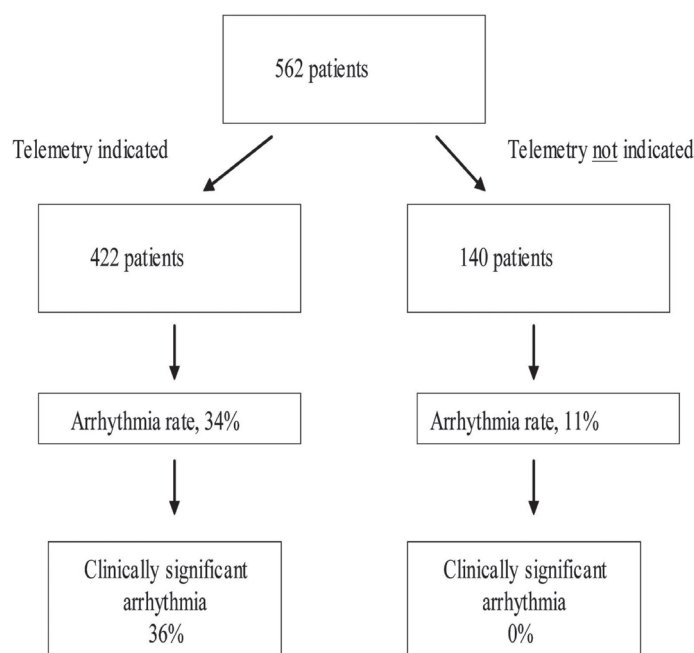 562 patients
Telemetry indicated
Telemetry not indicated
422 patients
140 patients
Arrhythmia rate, 34%
Arrhythmia rate, 11%
Clinically significant
arrhythmia
36%
Clinically significant
arrhythmia
0%